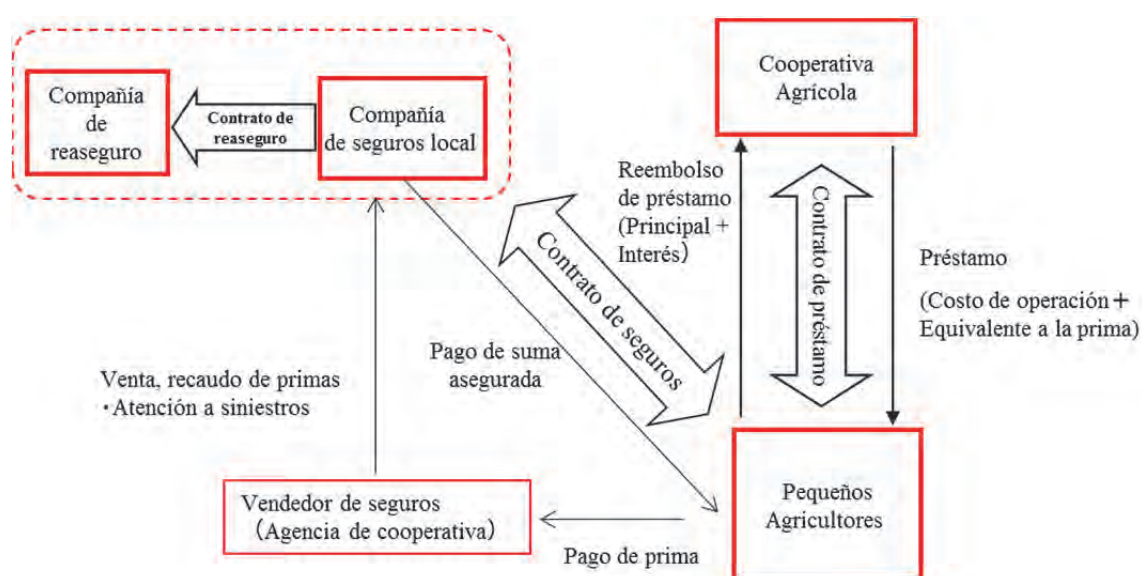 Compañía
de
reaseguro
Contrato de
reaseguro
Compañía
de seguros local
Cooperativa
Agrícola
Reembolso
de préstamo
(Principal +
Interés)
Contrato de préstamo
Préstamo
(Costo de operación+
Equivalente a la prima)
Contrato de seguros
Pago de suma
asegurada
Venta, recaudo de primas
・Atención a siniestros
Vendedor de seguros
(Agencia de cooperativa)
Pago de prima
Pequeños
Agricultores